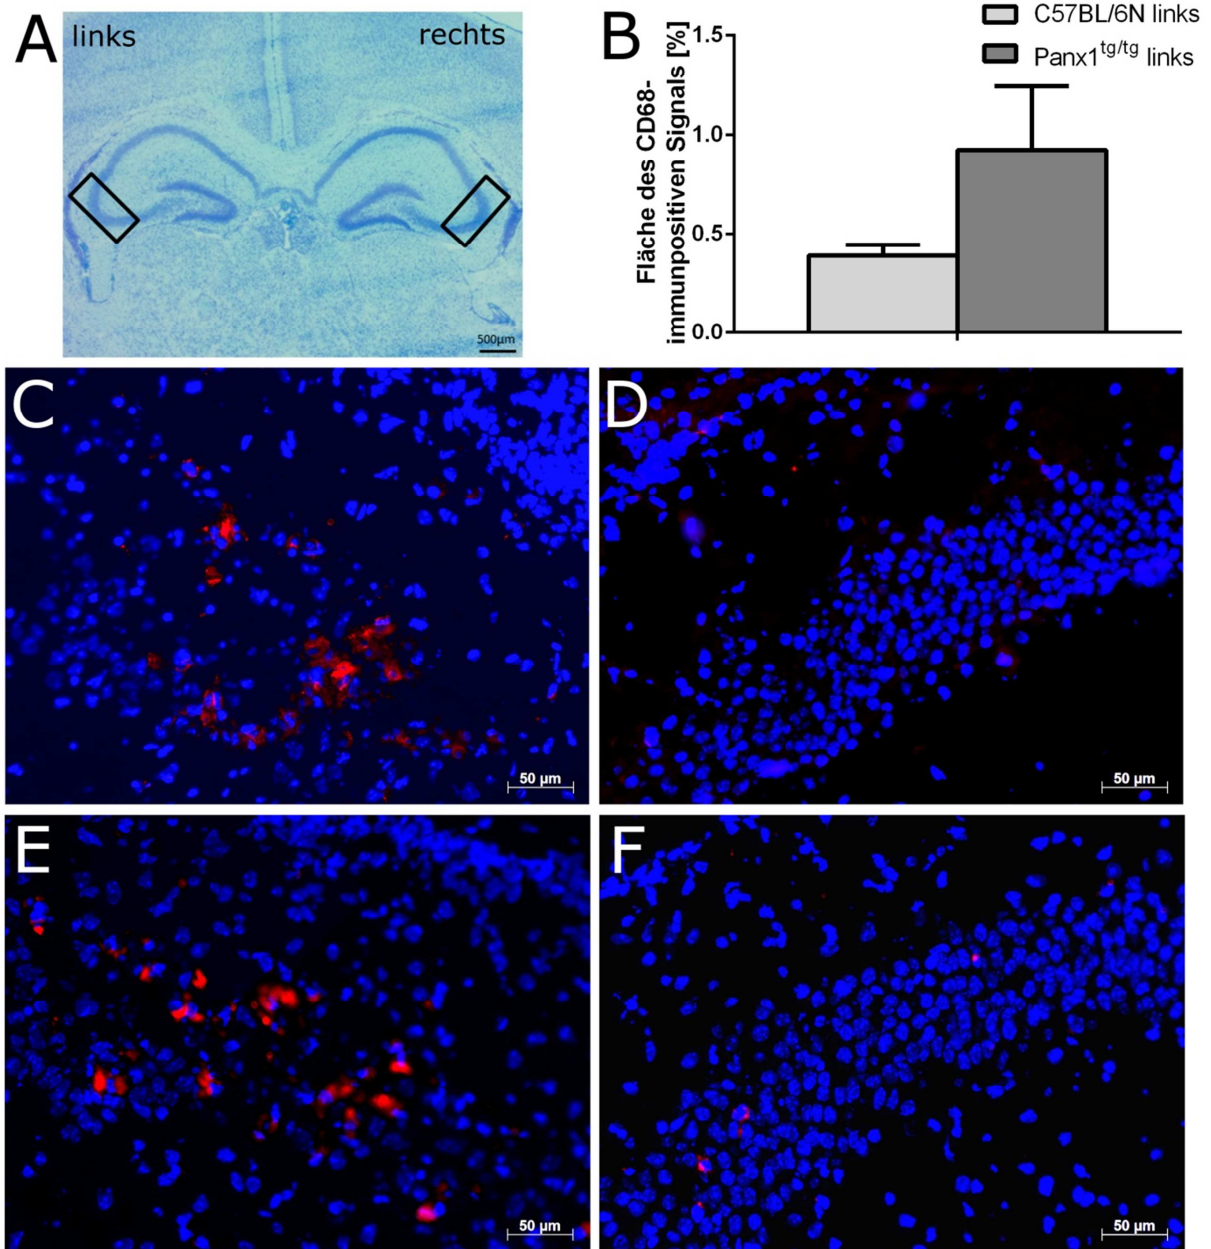 A
links
rechts
500µm
B
C57BL/6N links
Panx1tg/tg links
Fläche des CD68-
immunpositiven Signals [%]
1.5
1.0
0.5
0.0
C
50 µm
D
50 µm
E
50 µm
F
50 µm